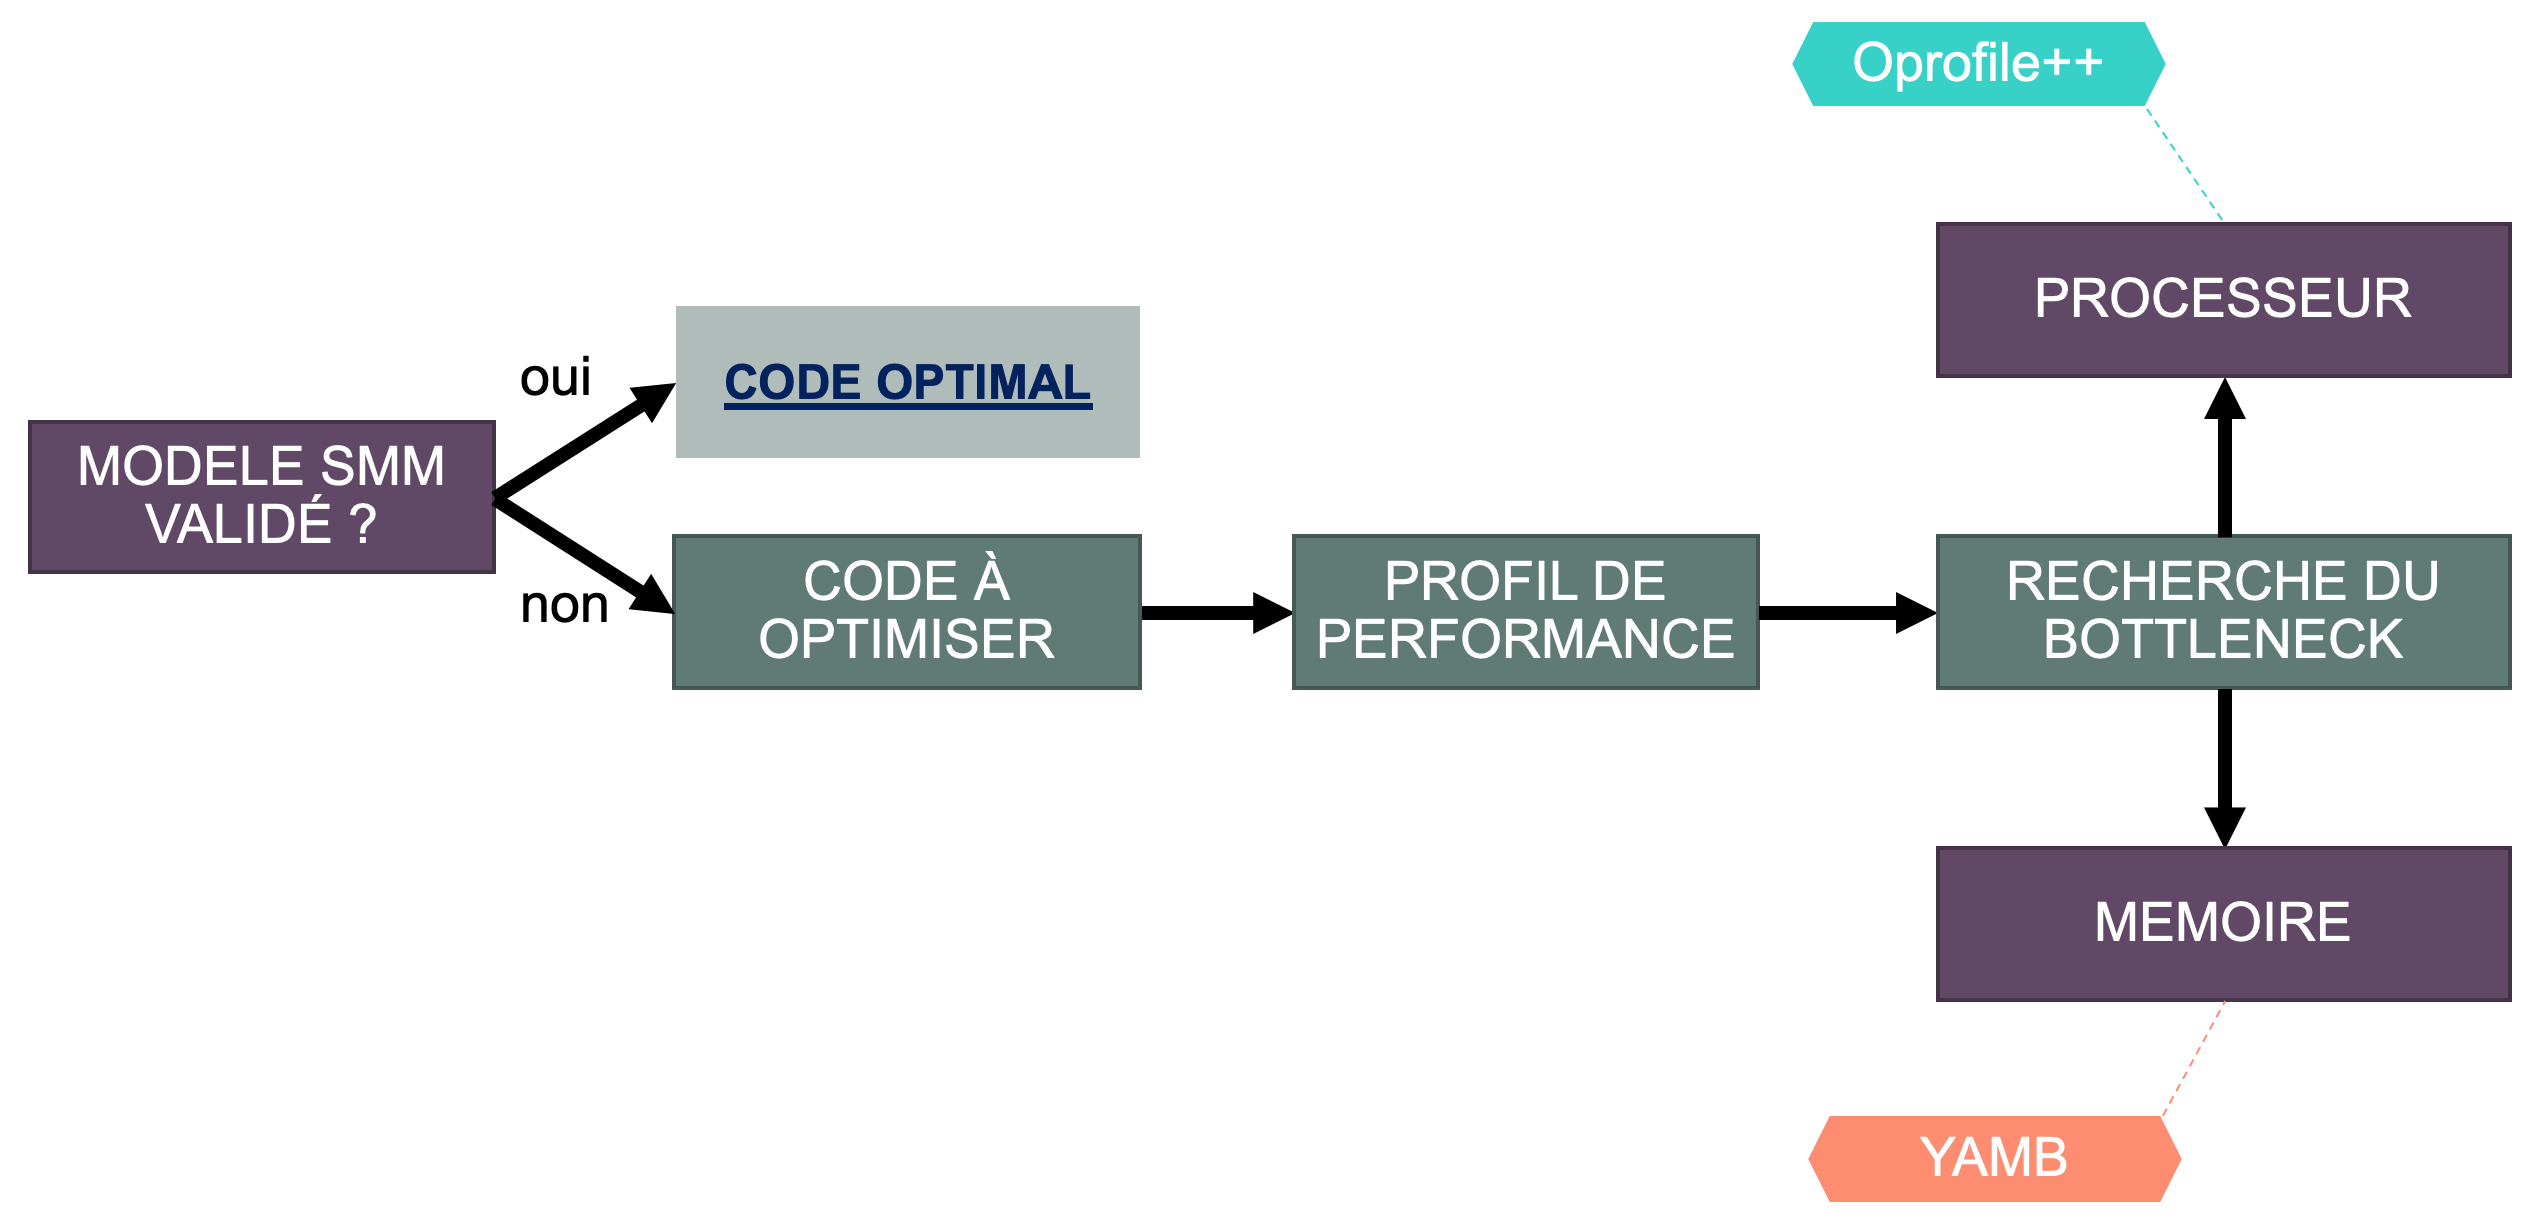 Oprofile++
PROCESSEUR
oui
CODE OPTIMAL
MODELE SMM
VALIDÉ ?
non
CODE À
OPTIMISER
PROFIL DE
PERFORMANCE
RECHERCHE DU
BOTTLENECK
MEMOIRE
YAMB